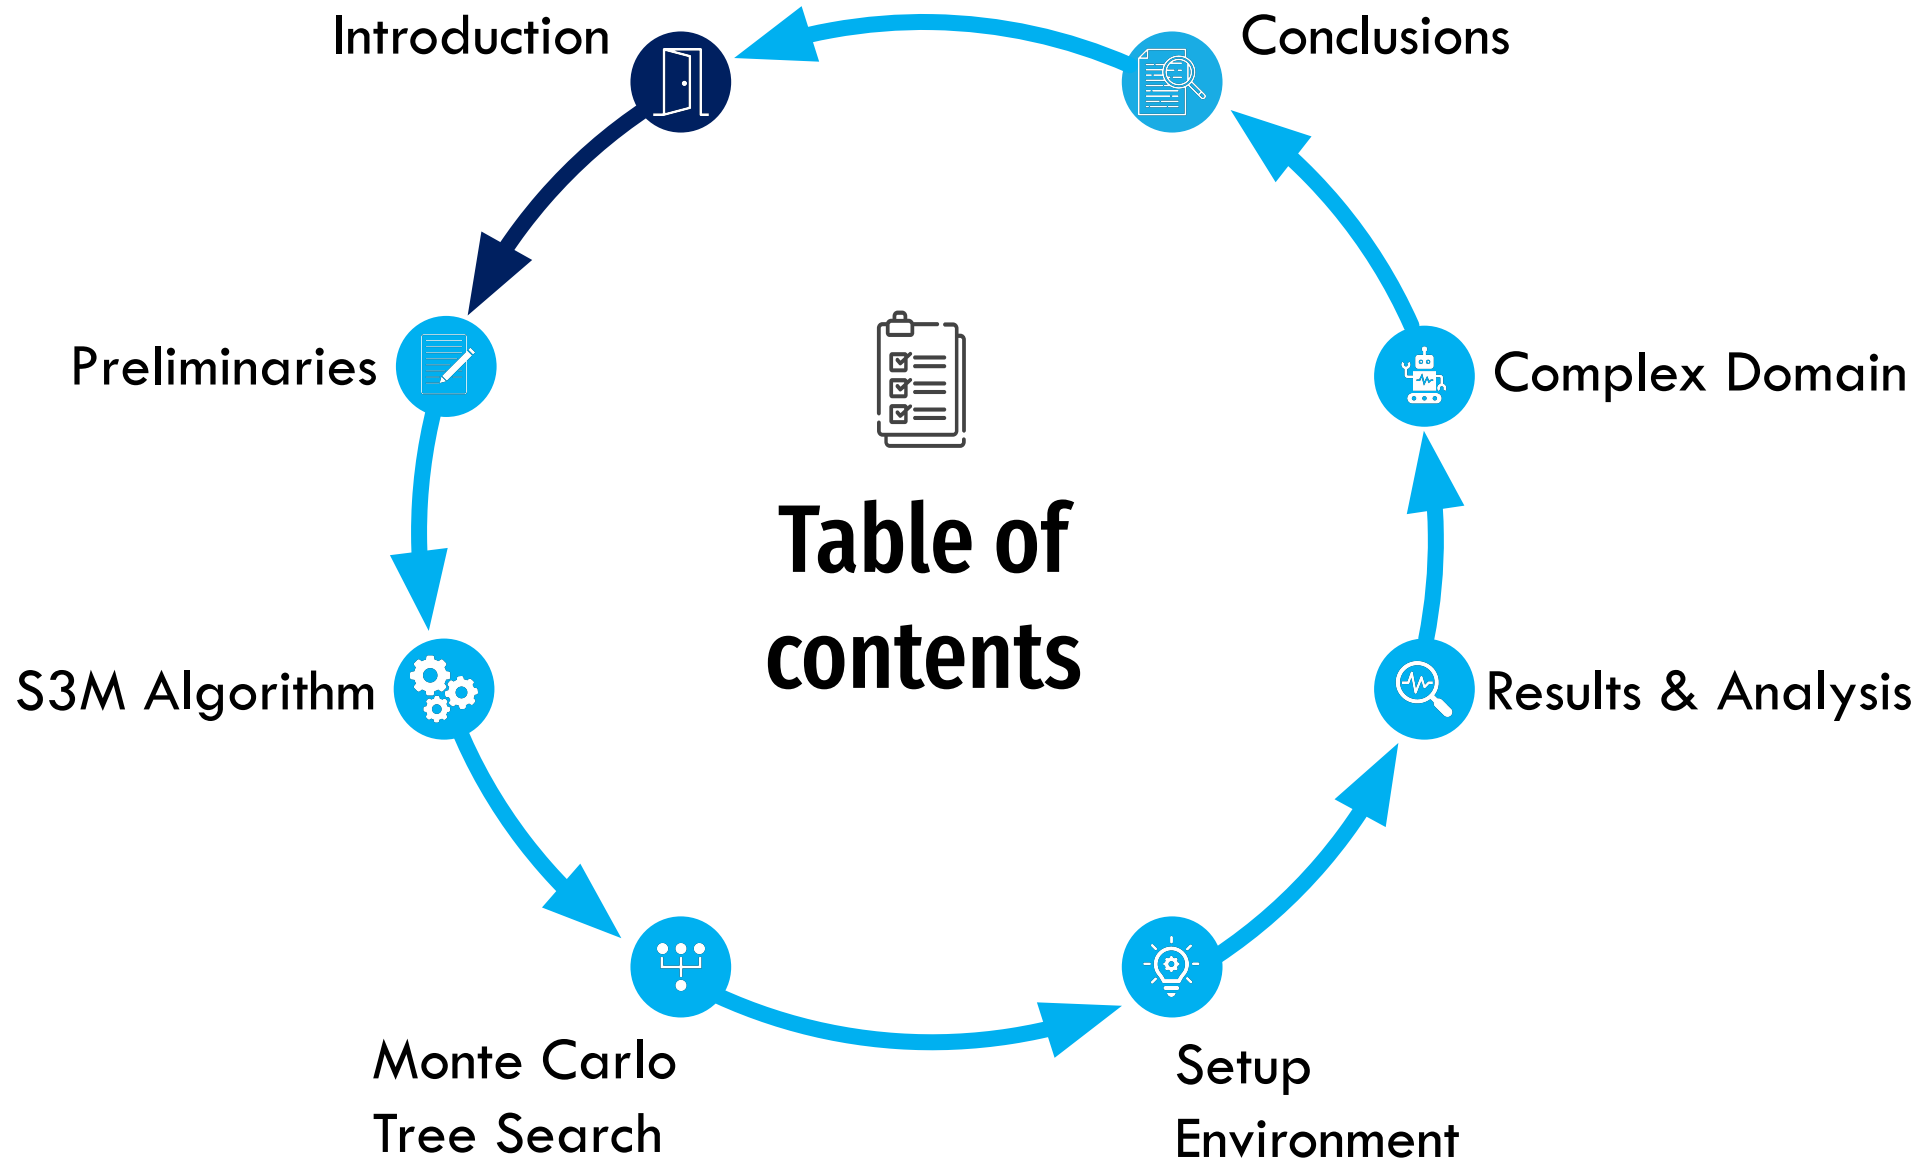 Introduction
Conclusions
Preliminaries
Complex Domain
Table of
contents
S3M Algorithm
Results & Analysis
Monte Carlo
Tree Search
Setup
Environment